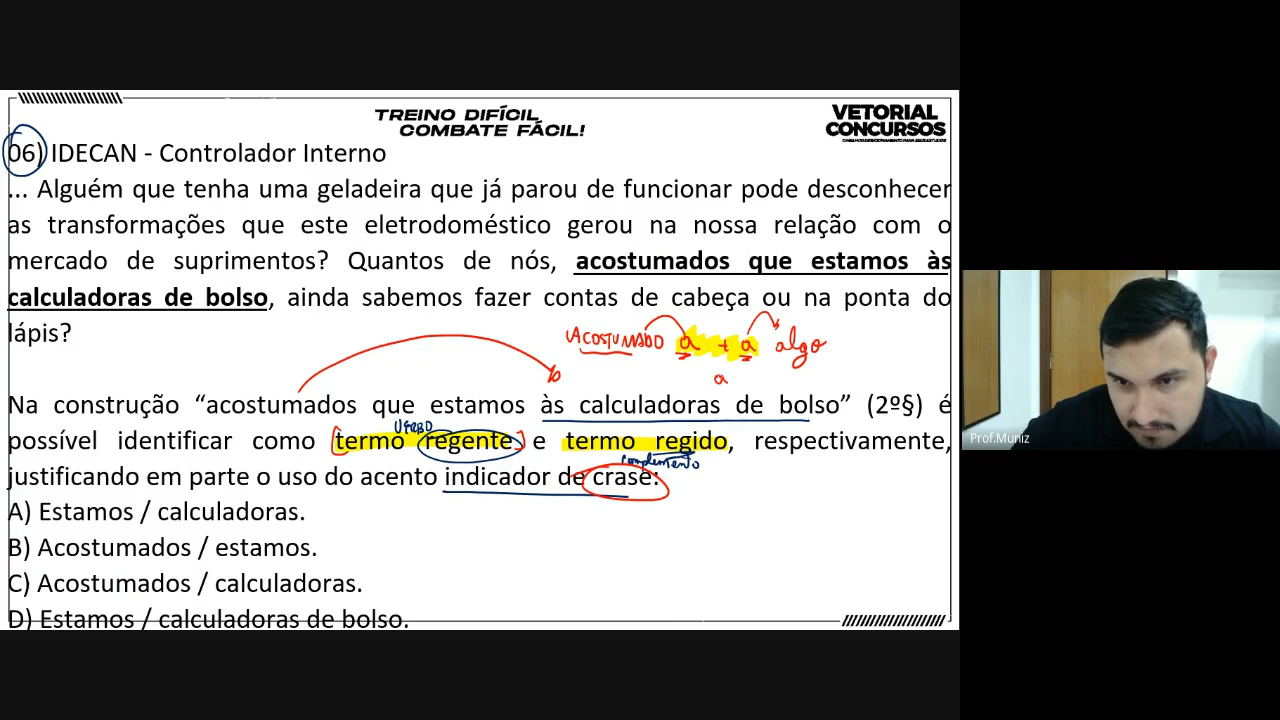 TREINO DIFÍCIL
COMBATE FÁCIL!
VETORIAL
CONCURSOS
06) IDECAN - Controlador Interno
... Alguém que tenha uma geladeira que já parou de funcionar pode desconhecer
as transformações que este eletrodoméstico gerou na nossa relação com o
mercado de suprimentos? Quantos de nós, acostumados que estamos às
calculadoras de bolso, ainda sabemos fazer contas de cabeça ou na ponta do
lápis?
ACOSTUMADO a + a algo
a
Na construção “acostumados que estamos às calculadoras de bolso” (2º§) é
VERBO
possível identificar como termo regente e termo regido, respectivamente,
complemento
justificando em parte o uso do acento indicador de crase:
A) Estamos / calculadoras.
B) Acostumados / estamos.
C) Acostumados / calculadoras.
D) Estamos / calculadoras de bolso.
Prof.Muniz